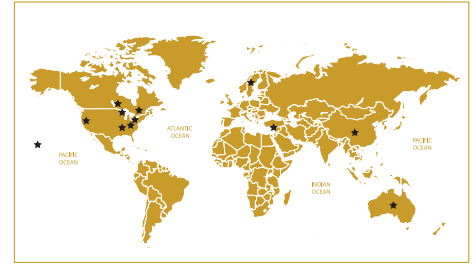 ATLANTIC
OCEAN
PACIFIC
OCEAN
PACIFIC
OCEAN
INDIAN
OCEAN